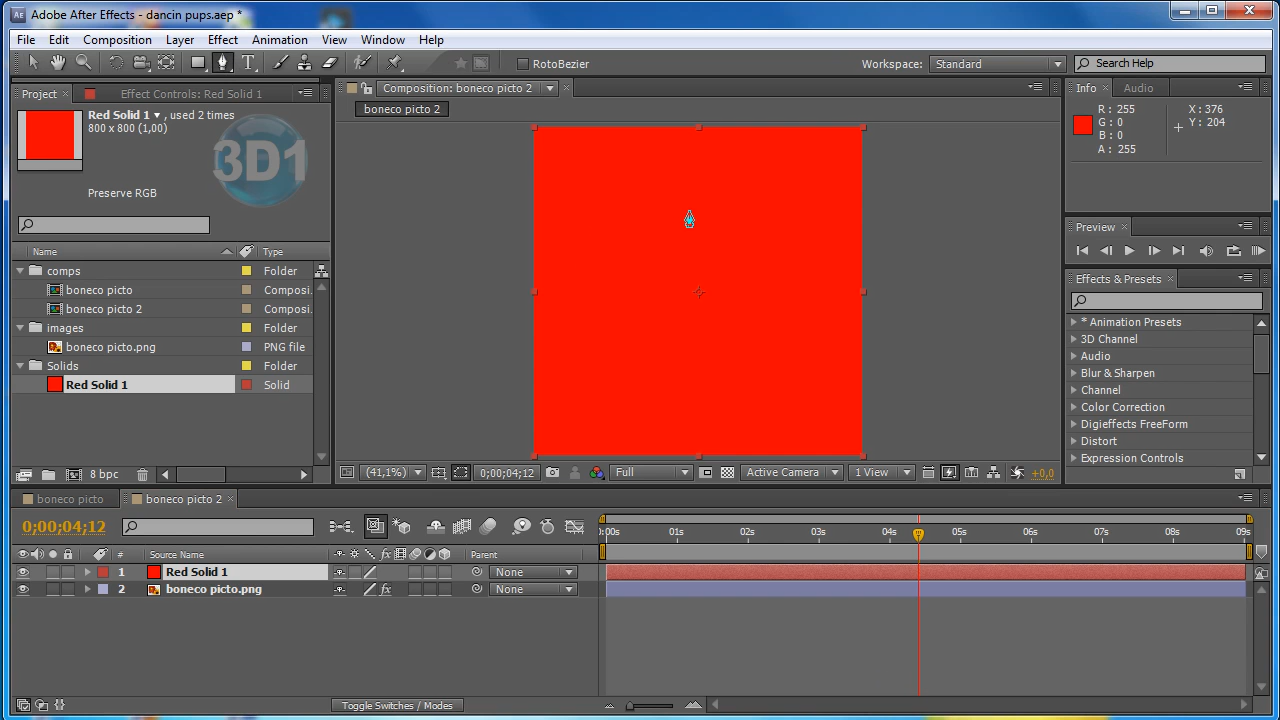 Adobe After Effects - dancin pups.aep *
File Edit Composition Layer Effect Animation View Window Help
RotoBezier
Workspace: Standard
Search Help
Project
Effect Controls: Red Solid 1
Red Solid 1 , used 2 times
800 x 800 (1,00)
3D1
Preserve RGB
Name Type
comps Folder
boneco picto Composi
boneco picto 2 Composi
images Folder
boneco picto.png PNG file
Solids Folder
Red Solid 1 Solid
8 bpc
Composition: boneco picto 2
boneco picto 2
(41,1%) 0;00;04;12 Full Active Camera 1 View +0,0
Info Audio
R: 255 X: 376
G: 0 Y: 204
B: 0
A: 255
Preview
Effects & Presets
* Animation Presets
3D Channel
Audio
Blur & Sharpen
Channel
Color Correction
Digieffects FreeForm
Distort
Expression Controls
boneco picto boneco picto 2
0;00;04;12
0:00s 01s 02s 03s 04s 05s 06s 07s 08s 09s
# Source Name Parent
1 Red Solid 1 None
2 boneco picto.png fx None
Toggle Switches / Modes